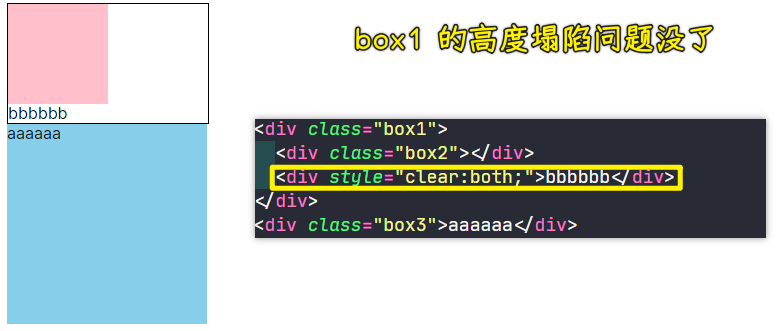 bbbbbb
aaaaaa
box1 的高度塌陷问题没了
<div class="box1">
<div class="box2"></div>
<div style="clear:both;">bbbbbb</div>
</div>
<div class="box3">aaaaaa</div>